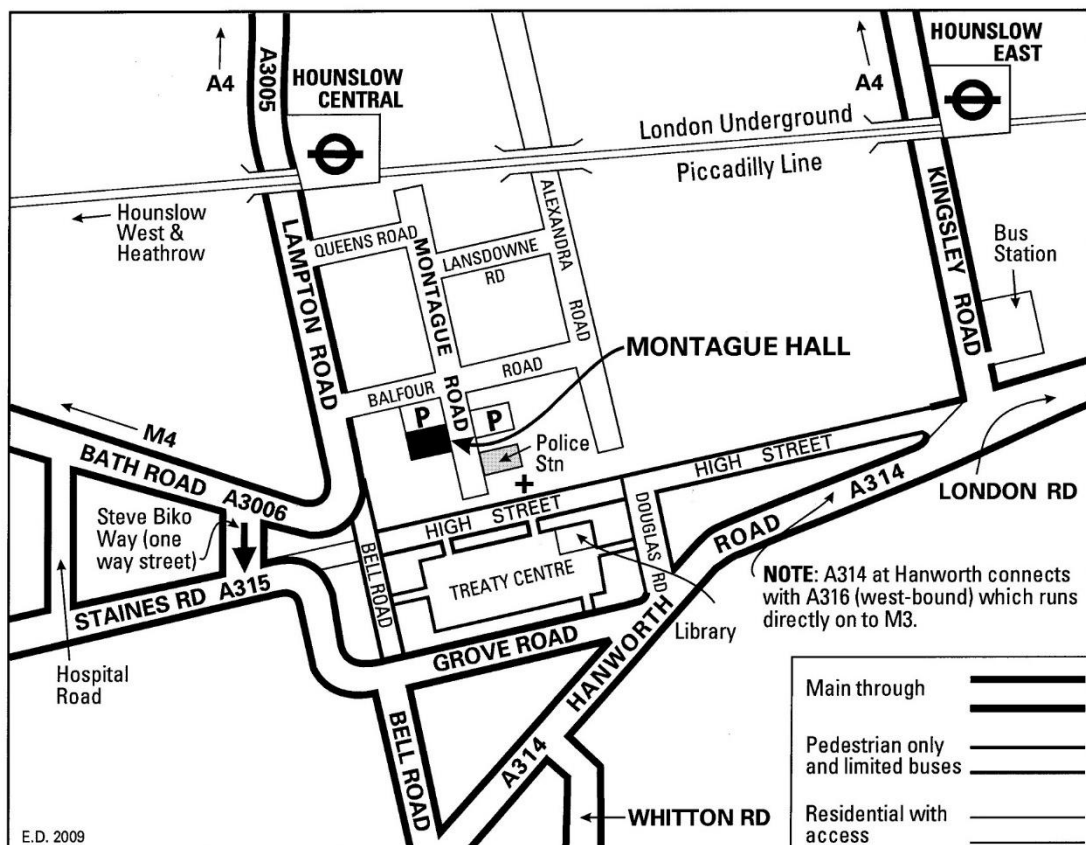 A4
A3005
HOUNSLOW
CENTRAL
A4
HOUNSLOW
EAST
London Underground
Piccadilly Line
Hounslow
West &
Heathrow
LAMPTON ROAD
QUEENS ROAD
MONTAGUE ROAD
LANSDOWNE
RD
ALEXANDRA ROAD
KINGSLEY ROAD
Bus
Station
MONTAGUE HALL
BALFOUR ROAD
P
P
Police
Stn
M4
BATH ROAD A3006
Steve Biko
Way (one
way street)
STAINES RD A315
HIGH STREET
HIGH STREET
BELL ROAD
TREATY CENTRE
DOUGLAS RD
A314
LONDON RD
Library
GROVE ROAD
HANWORTH ROAD
NOTE: A314 at Hanworth connects
with A316 (west-bound) which runs
directly on to M3.
Hospital
Road
BELL ROAD
A314
WHITTON RD
Main through
Pedestrian only
and limited buses
Residential with
access
E.D. 2009